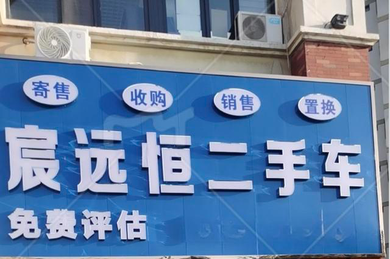 寄售 收购 销售 置换
宸远恒二手车
免费评估